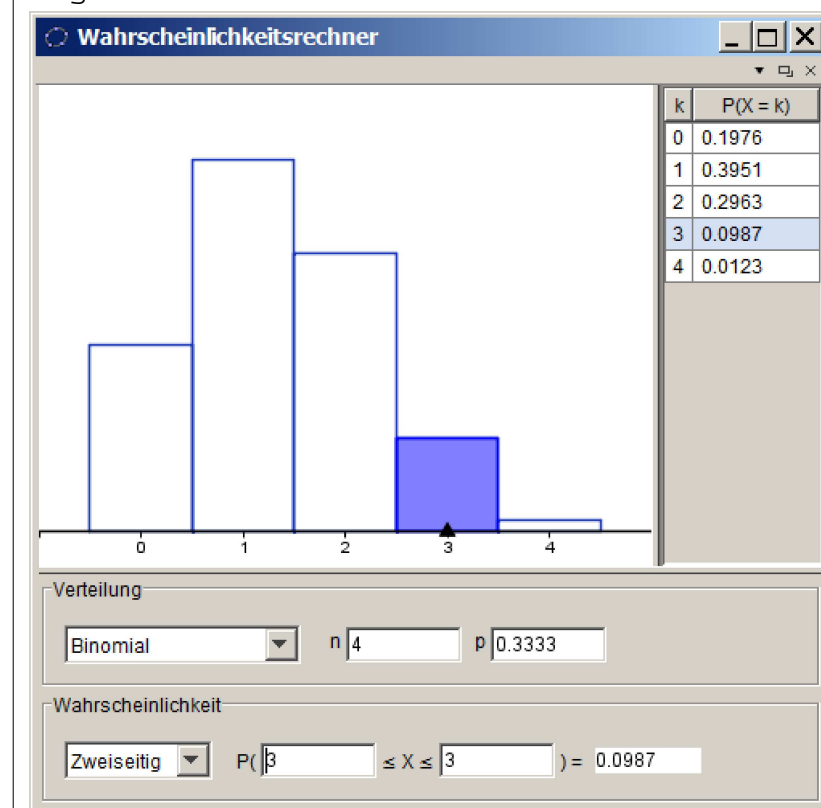 Wahrscheinlichkeitsrechner
k P(X = k)
0 0.1976
1 0.3951
2 0.2963
3 0.0987
4 0.0123
0 1 2 3 4
Verteilung
Binomial n 4 p 0.3333
Wahrscheinlichkeit
Zweiseitig P( 3 ≤ X ≤ 3 ) = 0.0987